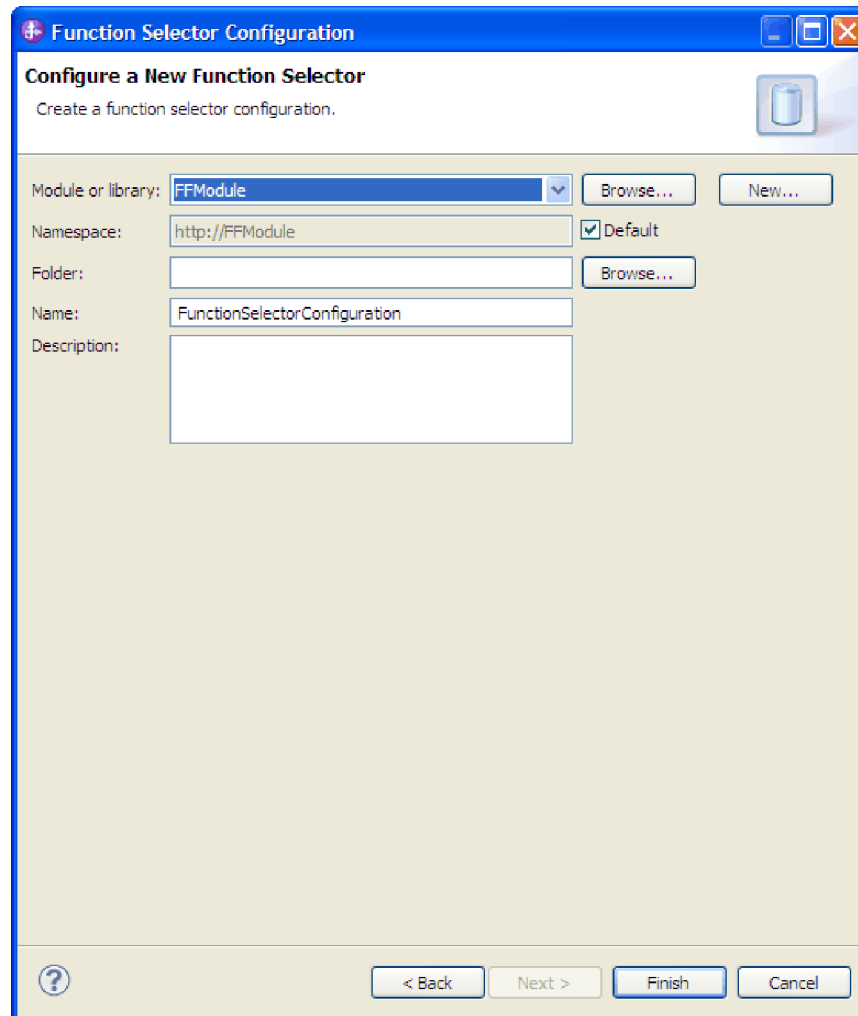 Function Selector Configuration
Configure a New Function Selector
Create a function selector configuration.
Module or library: FFModule Browse... New...
Namespace: http://FFModule Default
Folder: Browse...
Name: FunctionSelectorConfiguration
Description:
? < Back Next > Finish Cancel